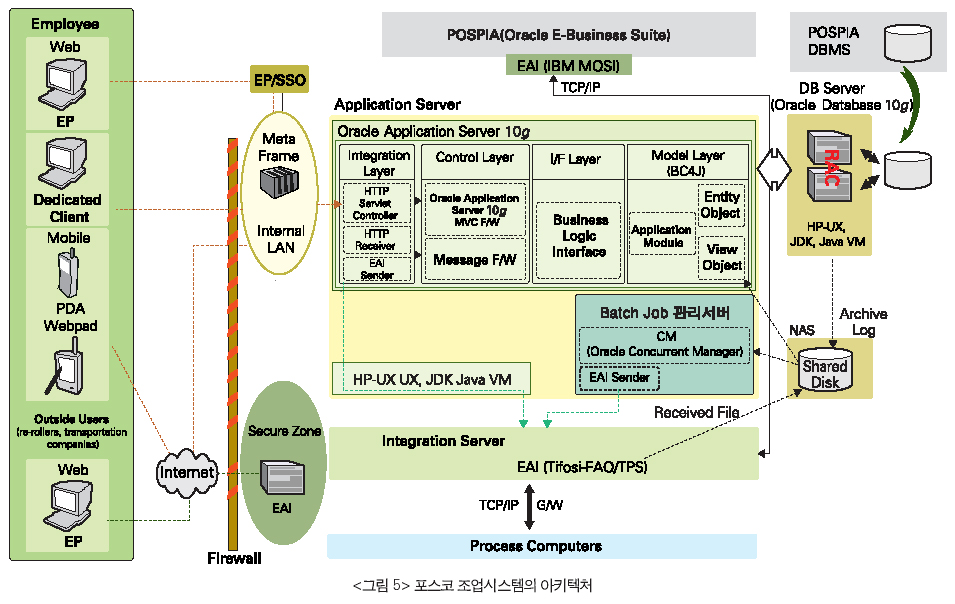 Employee
Web
EP
Dedicated
Client
Mobile
PDA
Webpad
Outside Users
(re-rollers, transportation
companies)
Web
EP
Internet
EP/SSO
Meta
Frame
Internal
LAN
Secure Zone
EAI
Firewall
POSPIA(Oracle E-Business Suite)
EAI (IBM MQSI)
TCP/IP
Application Server
Oracle Application Server 10g
Integration
Layer
HTTP
Servlet
Controller
HTTP
Receiver
EAI
Sender
Control Layer
Oracle Application
Server 10g
MVC F/W
Message F/W
I/F Layer
Business
Logic
Interface
Model Layer
(BC4J)
Application
Module
Entity
Object
View
Object
Batch Job 관리서버
CM
(Oracle Concurrent Manager)
EAI Sender
HP-UX UX, JDK Java VM
Received File
Integration Server
EAI (Tifosi-FAQ/TPS)
TCP/IP
G/W
Process Computers
POSPIA
DBMS
DB Server
(Oracle Database 10g)
RAC
HP-UX,
JDK, Java VM
Archive
Log
NAS
Shared
Disk
<그림 5> 포스코 조업시스템의 아키텍처